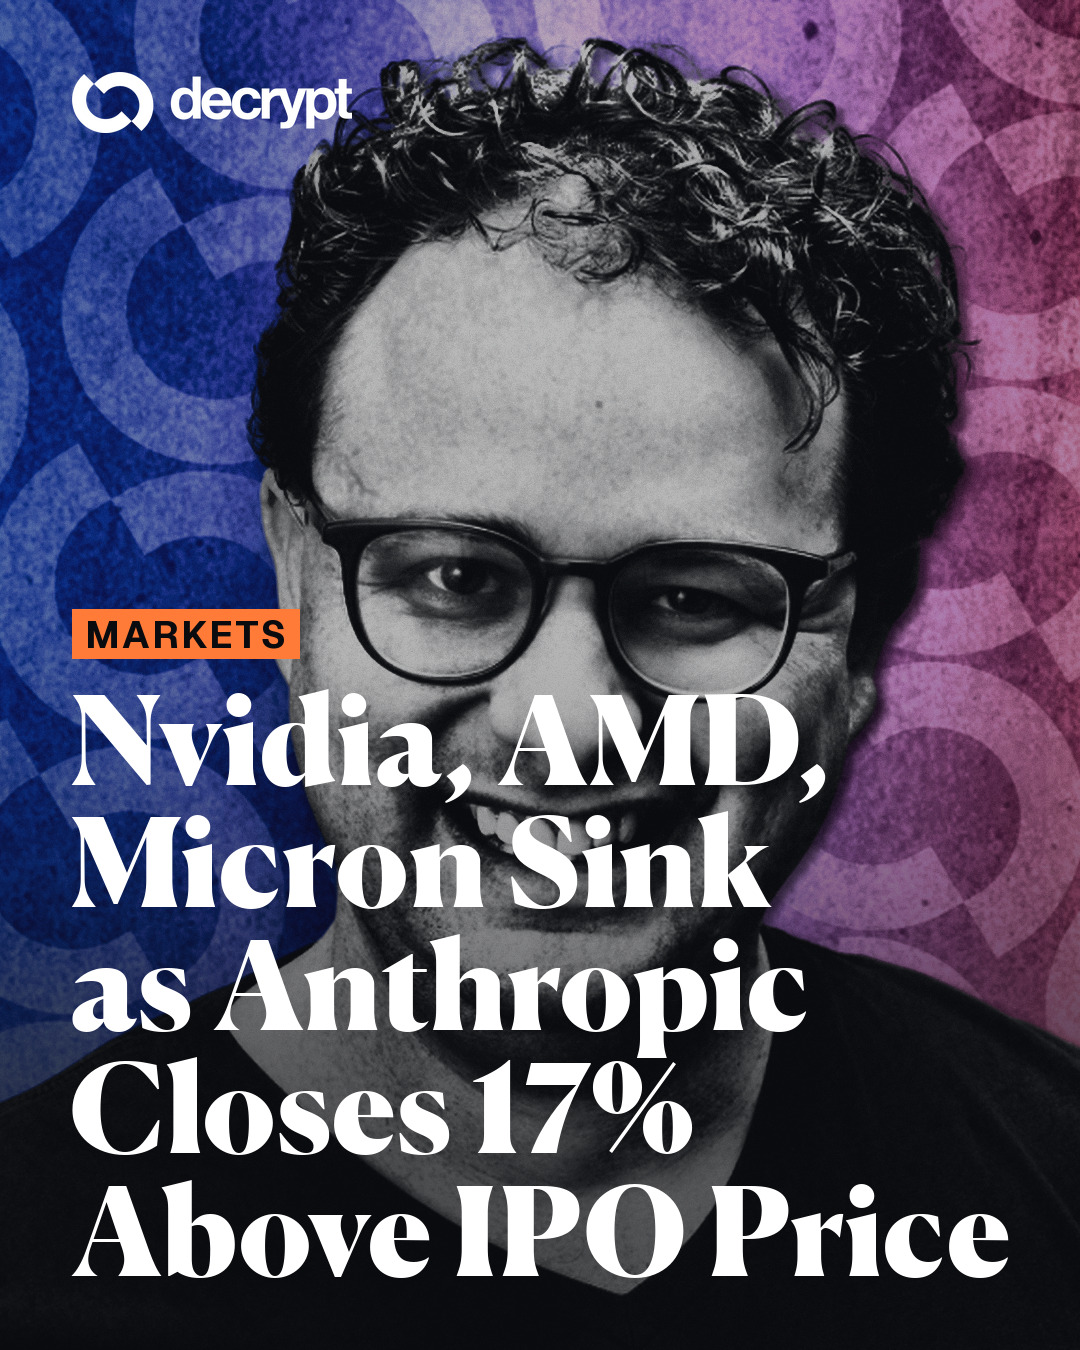 decrypt
MARKETS
Nvidia, AMD,
Micron Sink
as Anthropic
Closes 17%
Above IPO Price